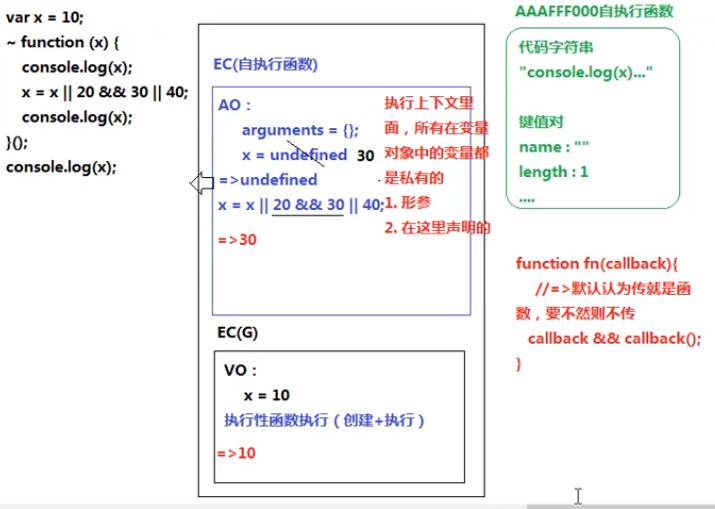 var x = 10;
~ function (x) {
console.log(x);
x = x || 20 && 30 || 40;
console.log(x);
}();
console.log(x);
EC(自执行函数)
AO：
arguments = {};
x = undefined 30
=>undefined
x = x || 20 && 30 || 40;
=>30
执行上下文里
面，所有在变量
对象中的变量都
是私有的
1. 形参
2. 在这里声明的
EC(G)
VO：
x = 10
执行性函数执行（创建+执行）
=>10
AAAFFF000自执行函数
代码字符串
"console.log(x)..."
键值对
name : ""
length : 1
....
function fn(callback){
//=>默认认为传就是函
数，要不然则不传
callback && callback();
}